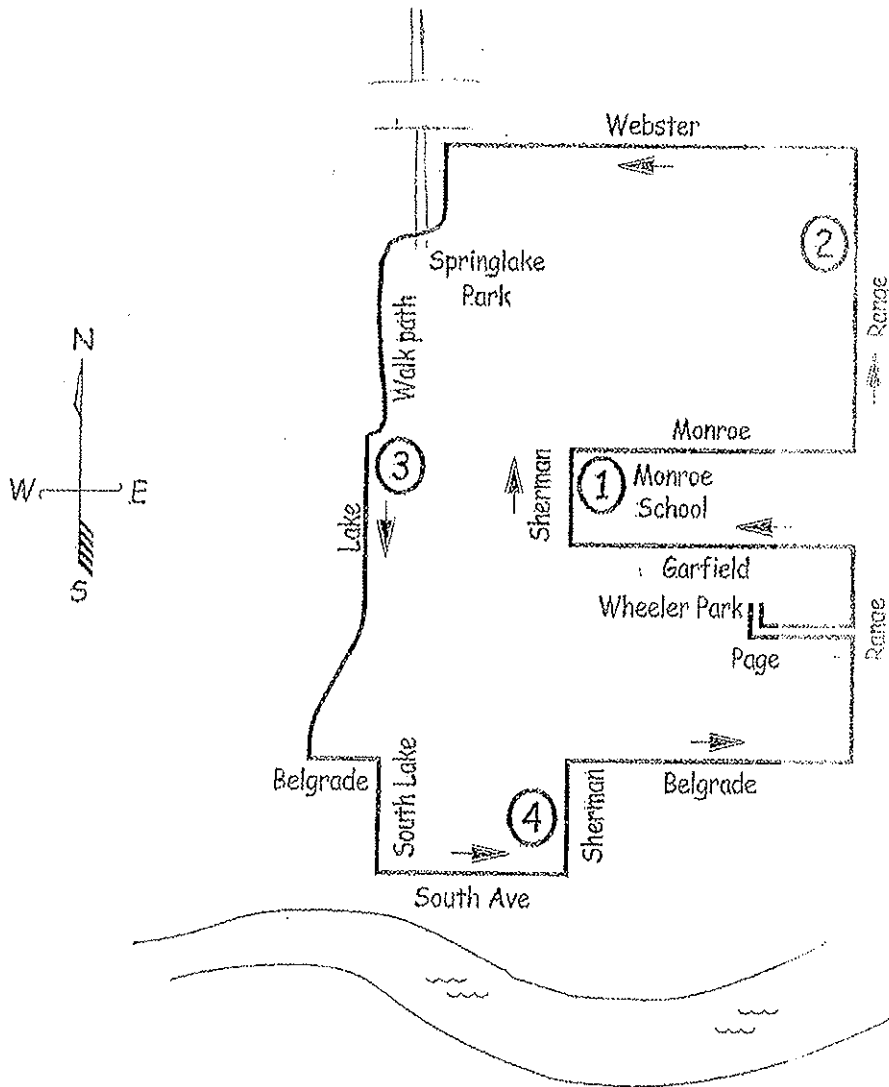 Webster
2
Springlake
Park
Range
Walk path
N
W
E
S
Monroe
3
Sherman
1
Monroe
School
Lake
Garfield
Wheeler Park
Range
Page
Belgrade
South Lake
4
Sherman
Belgrade
South Ave